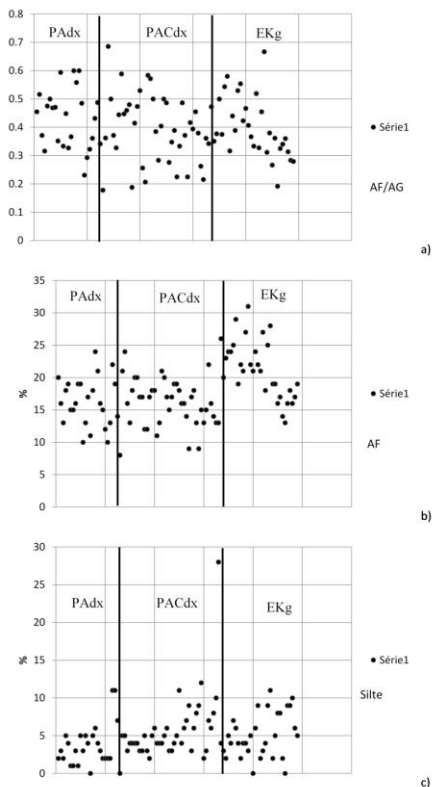 0.8
0.7
0.6
0.5
0.4
0.3
0.2
0.1
0
PAdx
PACdx
EKg
Série1
AF/AG
a)
35
30
25
20
15
10
5
0
%
PAdx
PACdx
EKg
Série1
AF
b)
30
25
20
15
10
5
0
%
PAdx
PACdx
EKg
Série1
Silte
c)